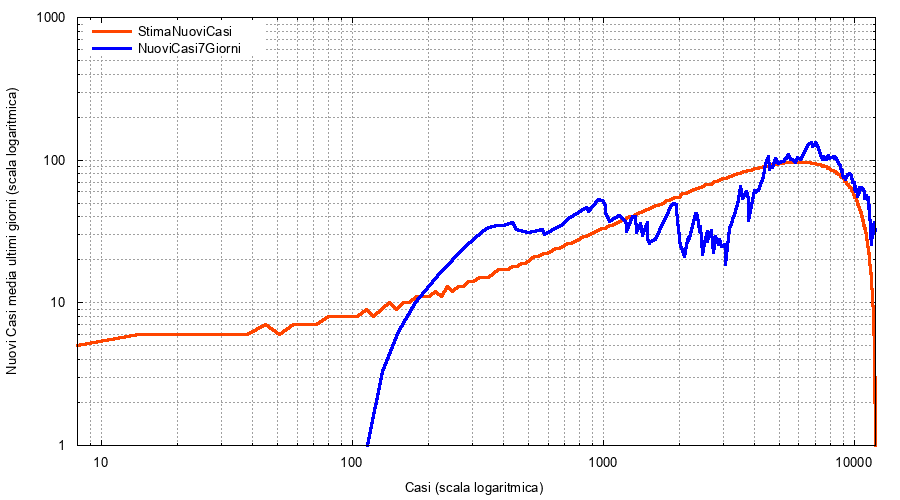 1000
100
10
1
StimaNuoviCasi
NuoviCasi7Giorni
Nuovi Casi media ultimi giorni (scala logaritmica)
10
100
1000
10000
Casi (scala logaritmica)